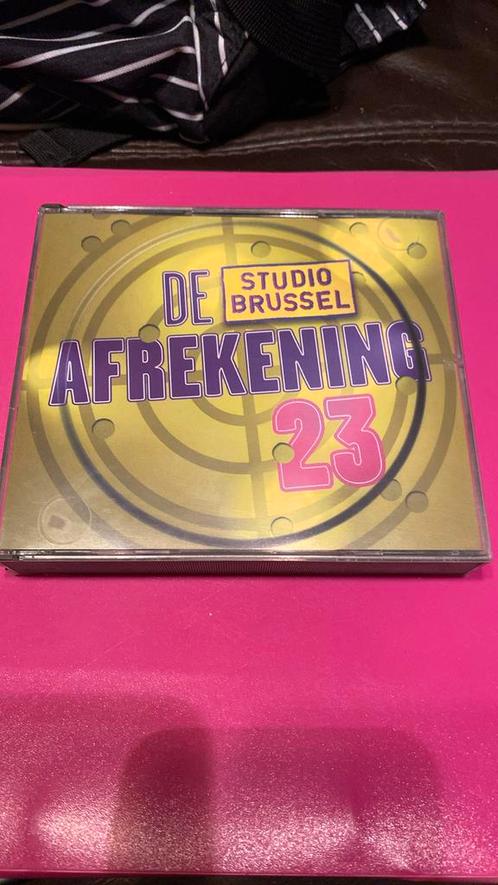 DE STUDIO BRUSSEL
AFREKENING
23